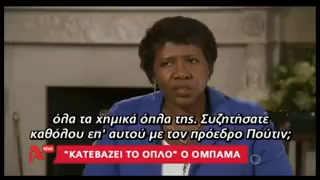 όλα τα χημικά όπλα της. Συζητήσατε
καθόλου επ' αυτού με τον πρόεδρο Πούτιν;
"ΚΑΤΕΒΑΖΕΙ ΤΟ ΟΠΛΟ" Ο ΟΜΠΑΜΑ